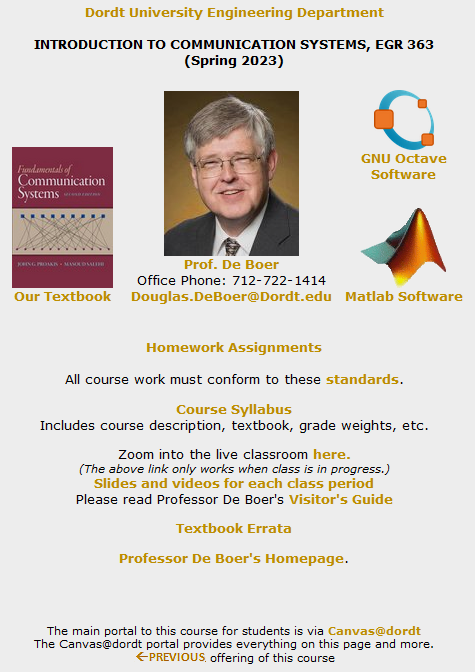 Dordt University Engineering Department
INTRODUCTION TO COMMUNICATION SYSTEMS, EGR 363
(Spring 2023)
GNU Octave
Software
Fundamentals of
Communication
Systems SECOND EDITION
JOHN G. PROAKIS • MASOUD SALEHI
Our Textbook
Prof. De Boer
Office Phone: 712-722-1414
Douglas.DeBoer@Dordt.edu
Matlab Software
Homework Assignments
All course work must conform to these standards.
Course Syllabus
Includes course description, textbook, grade weights, etc.
Zoom into the live classroom here.
(The above link only works when class is in progress.)
Slides and videos for each class period
Please read Professor De Boer's Visitor's Guide
Textbook Errata
Professor De Boer's Homepage.
The main portal to this course for students is via Canvas@dordt
The Canvas@dordt portal provides everything on this page and more.
←PREVIOUS offering of this course